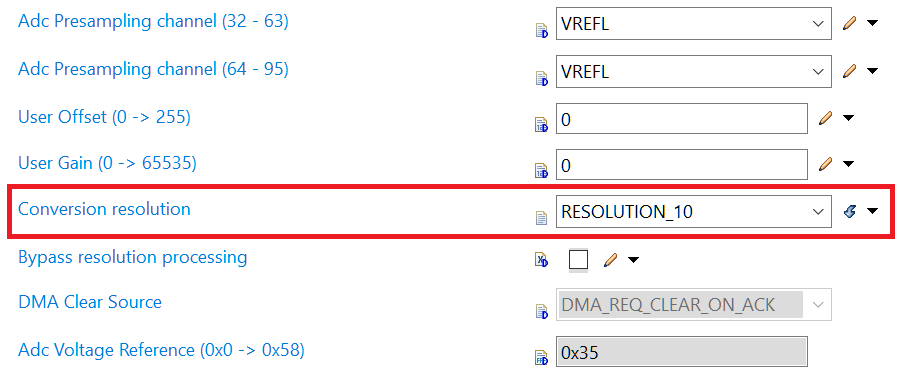 Adc Presampling channel (32 - 63) VREFL
Adc Presampling channel (64 - 95) VREFL
User Offset (0 -> 255) 0
User Gain (0 -> 65535) 0
Conversion resolution RESOLUTION_10
Bypass resolution processing
DMA Clear Source DMA_REQ_CLEAR_ON_ACK
Adc Voltage Reference (0x0 -> 0x58) 0x35